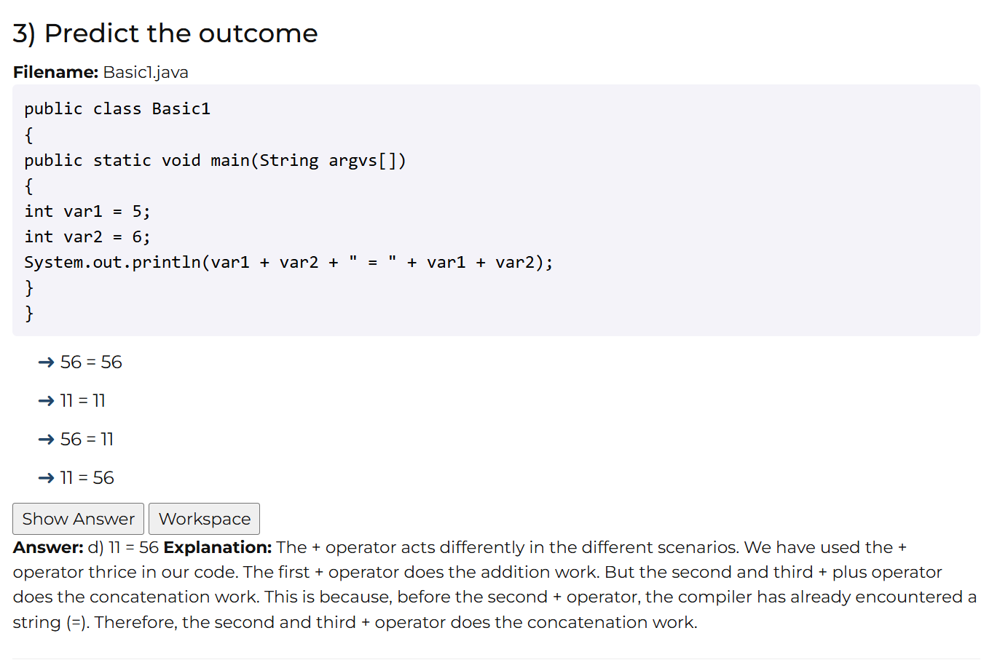 3) Predict the outcome
Filename: Basic1.java
public class Basic1
{
public static void main(String argvs[])
{
int var1 = 5;
int var2 = 6;
System.out.println(var1 + var2 + " = " + var1 + var2);
}
}
➔ 56 = 56
➔ 11 = 11
➔ 56 = 11
➔ 11 = 56
Show Answer Workspace
Answer: d) 11 = 56 Explanation: The + operator acts differently in the different scenarios. We have used the +
operator thrice in our code. The first + operator does the addition work. But the second and third + plus operator
does the concatenation work. This is because, before the second + operator, the compiler has already encountered a
string (=). Therefore, the second and third + operator does the concatenation work.